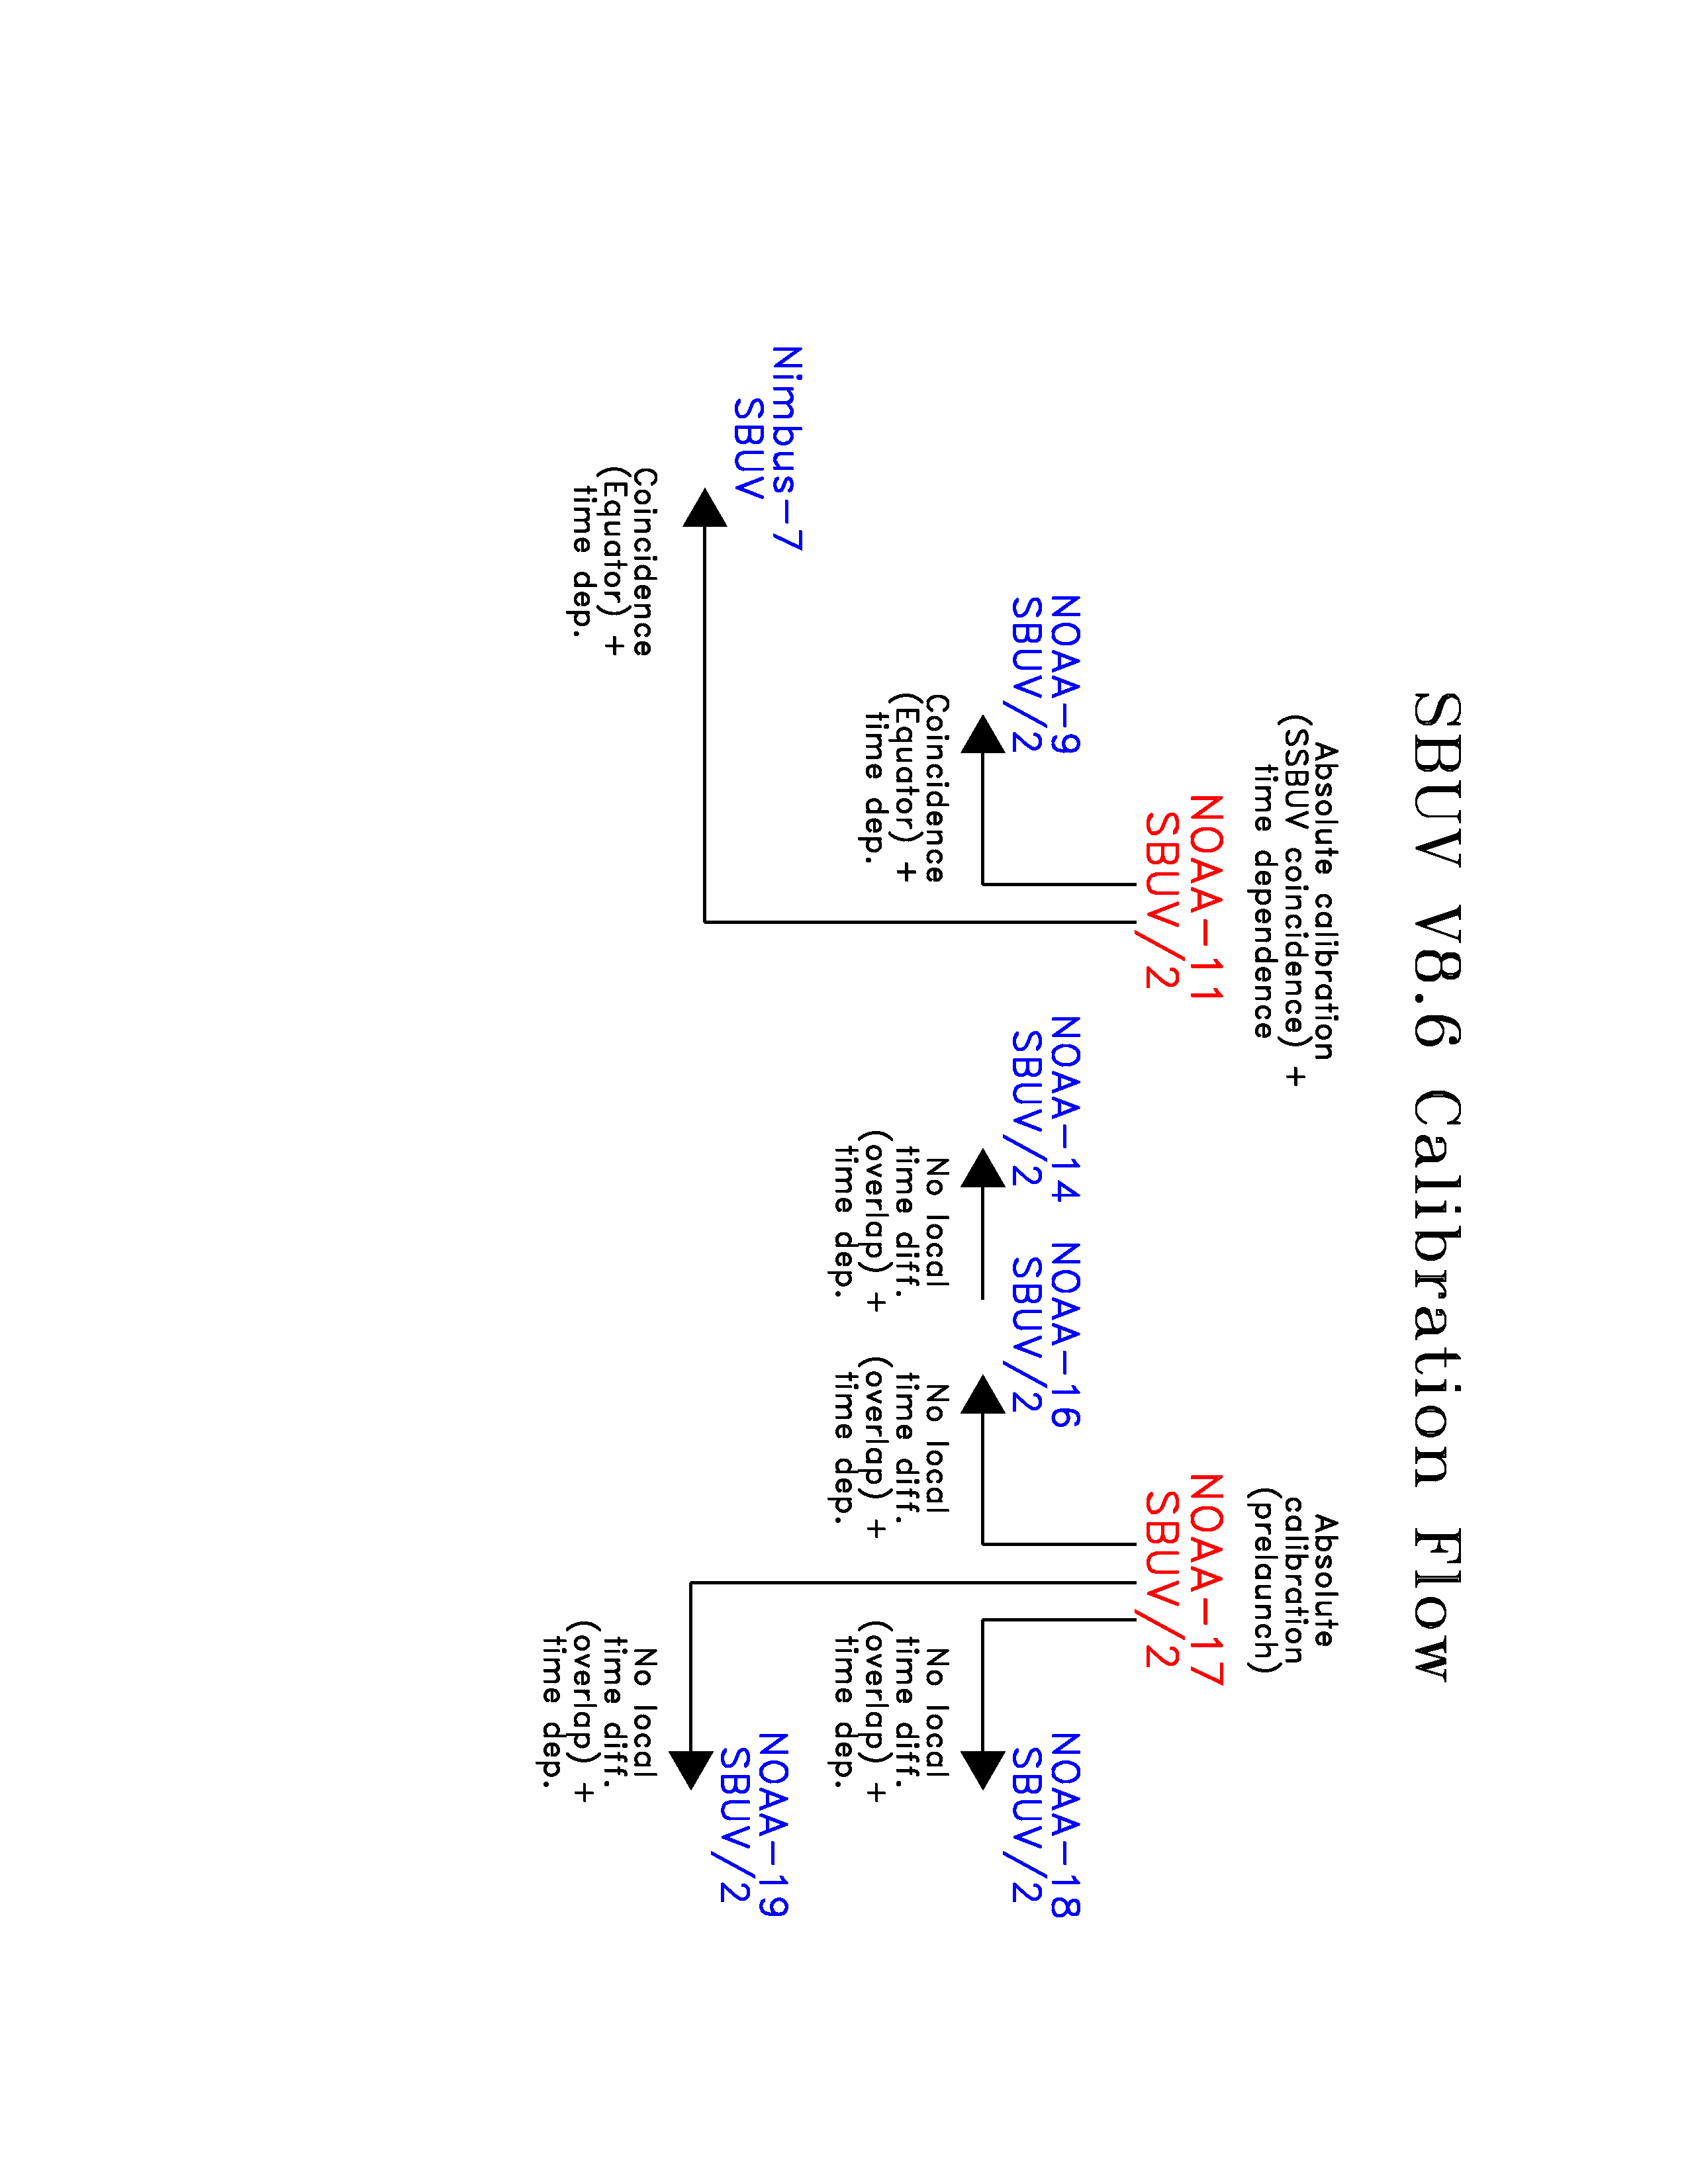 SBUV V8.6 Calibration Flow
Absolute calibration
(SSBUV coincidence) +
time dependence
NOAA-11
SBUV/2
Absolute
calibration
(prelaunch)
NOAA-17
SBUV/2
NOAA-9
SBUV/2
Coincidence
(Equator) +
time dep.
NOAA-14
SBUV/2
No local
time diff.
(overlap) +
time dep.
NOAA-16
SBUV/2
No local
time diff.
(overlap) +
time dep.
NOAA-18
SBUV/2
No local
time diff.
(overlap) +
time dep.
Nimbus-7
SBUV
Coincidence
(Equator) +
time dep.
NOAA-19
SBUV/2
No local
time diff.
(overlap) +
time dep.